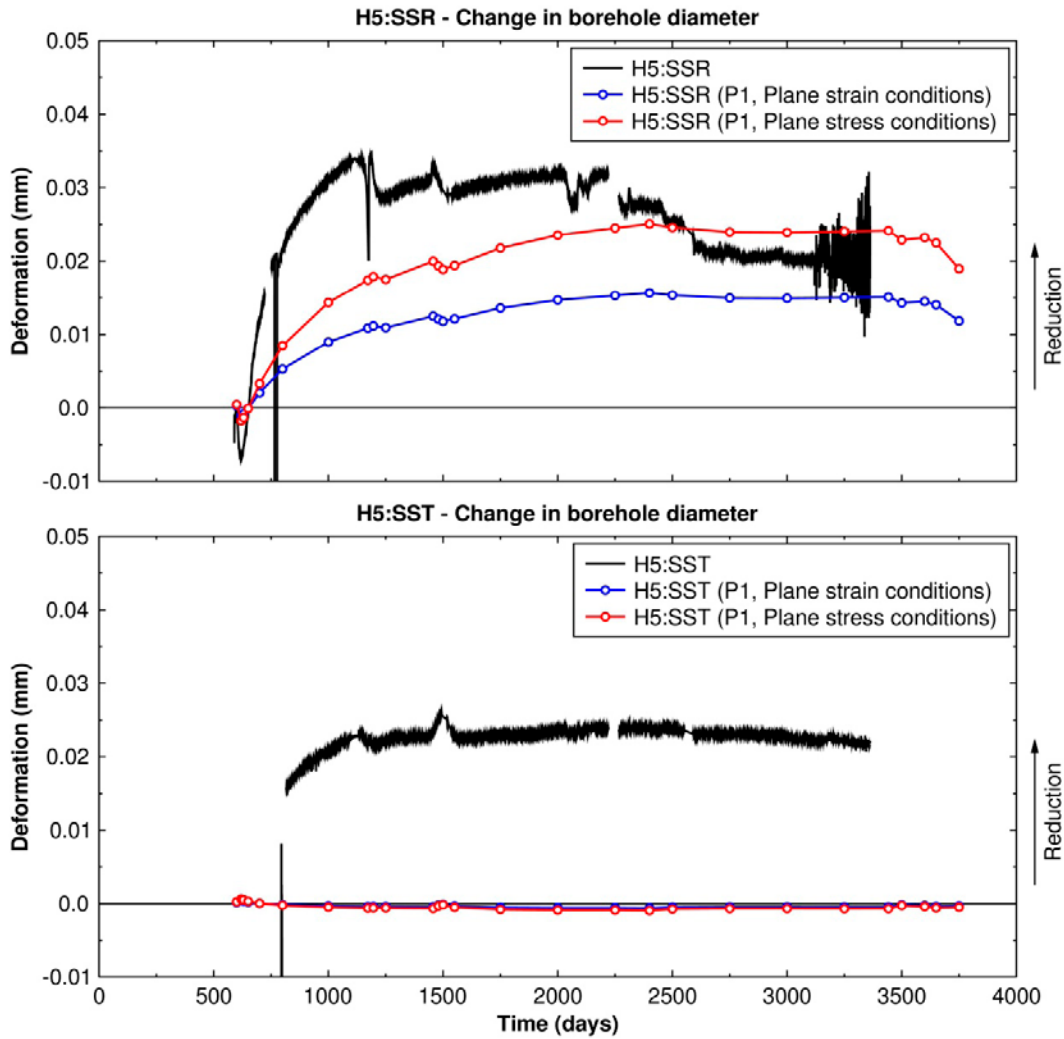 H5:SSR - Change in borehole diameter
0.05
0.04
0.03
0.02
0.01
0.0
-0.01
Deformation (mm)
H5:SSR
H5:SSR (P1, Plane strain conditions)
H5:SSR (P1, Plane stress conditions)
Reduction
H5:SST - Change in borehole diameter
0.05
0.04
0.03
0.02
0.01
0.0
-0.01
Deformation (mm)
H5:SST
H5:SST (P1, Plane strain conditions)
H5:SST (P1, Plane stress conditions)
Reduction
0 500 1000 1500 2000 2500 3000 3500 4000
Time (days)